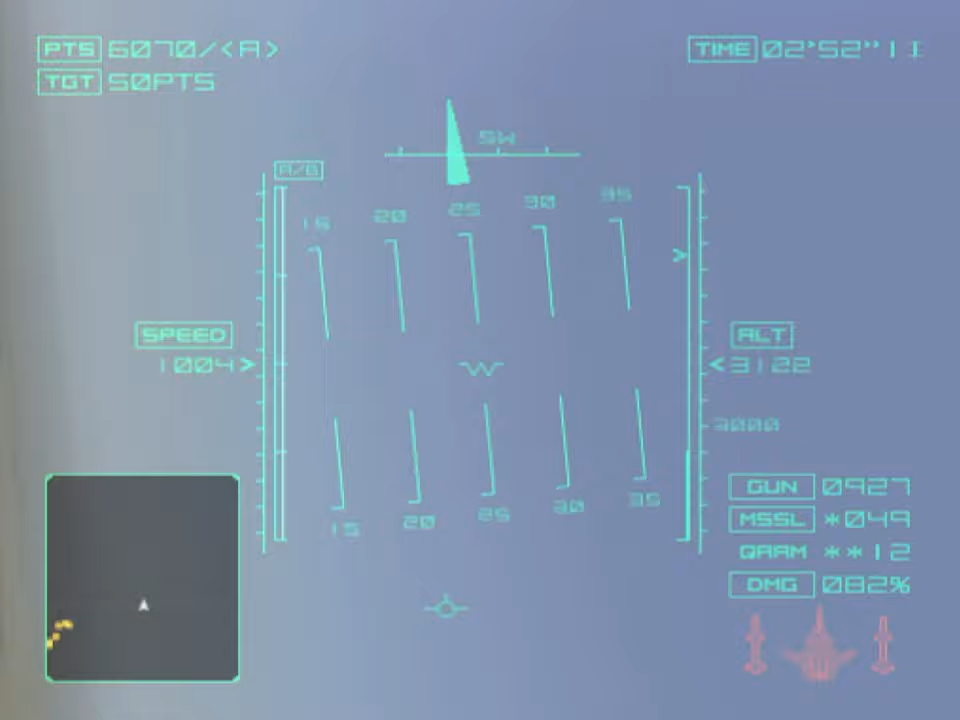 PTS 6070/<A>
TIME 02'52"11
TGT 50PTS
SW
A/B
15 20 25 30 35
SPEED
1004>
ALT
<3122
3000
GUN 0927
MSSL *049
QAAM **12
DMG 082%
15 20 25 30 35